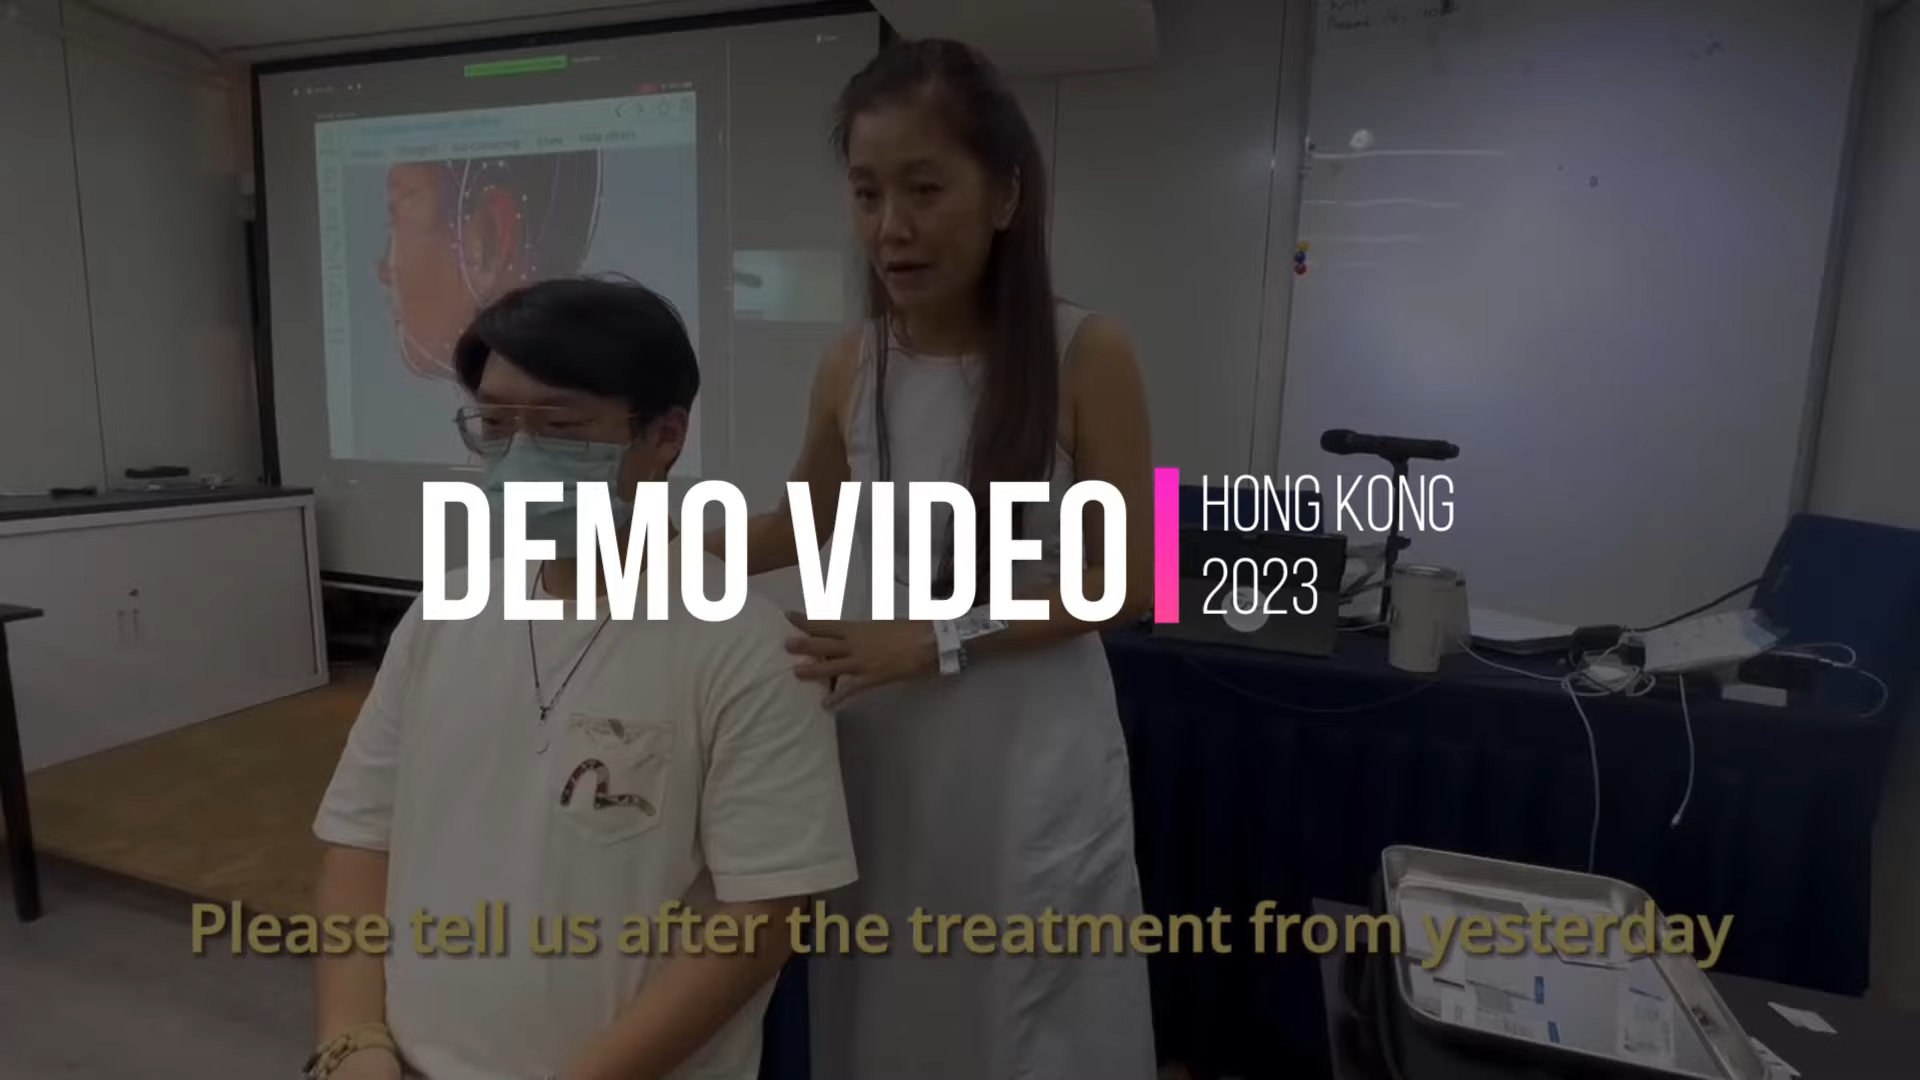 DEMO VIDEO
HONG KONG
2023
Please tell us after the treatment from yesterday